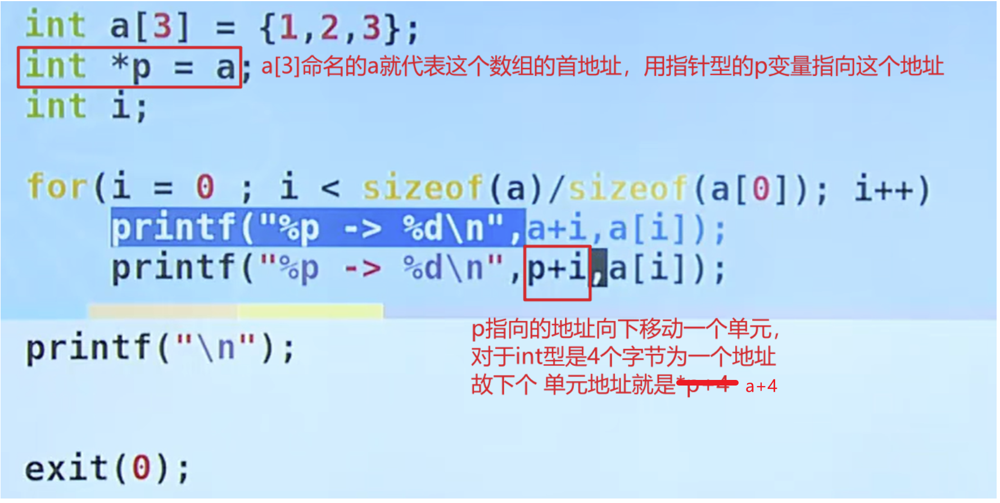 int a[3] = {1,2,3};
int *p = a; a[3]命名的a就代表这个数组的首地址，用指针型的p变量指向这个地址
int i;
for(i = 0 ; i < sizeof(a)/sizeof(a[0]); i++)
printf("%p -> %d\n",a+i,a[i]);
printf("%p -> %d\n",p+i,a[i]);
p指向的地址向下移动一个单元，
printf("\n");
对于int型是4个字节为一个地址
故下个 单元地址就是*p+4 a+4
exit(0);